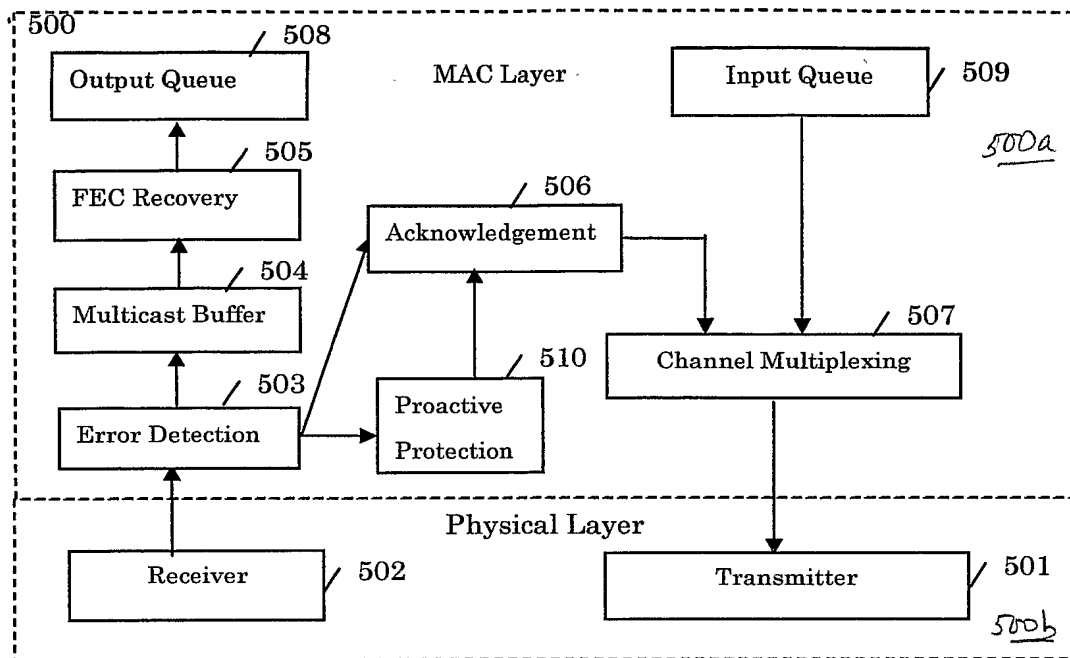 500
508
Output Queue
MAC Layer
Input Queue
509
500a
505
FEC Recovery
506
Acknowledgement
504
Multicast Buffer
507
Channel Multiplexing
510
Proactive
Protection
503
Error Detection
Physical Layer
Receiver
502
Transmitter
501
500b